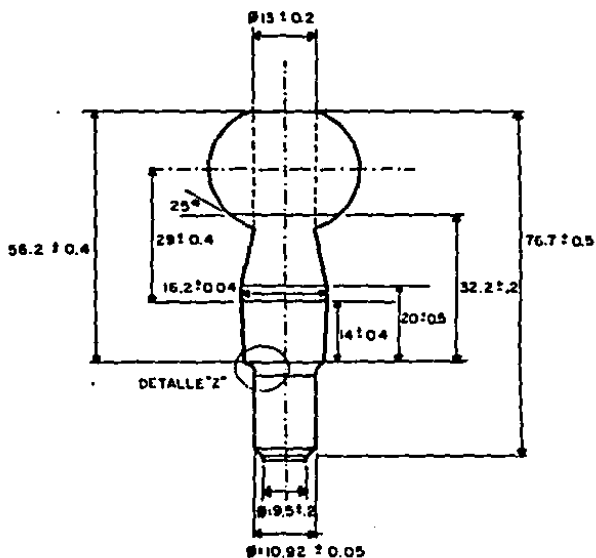 Ø13 ± 0.2
25°
56.2 ± 0.4
29 ± 0.4
76.7 ± 0.5
16.2 ± 0.04
32.2 ± .2
20 ± 0.5
14 ± 0.4
DETALLE "Z"
Ø 9.5 ± .2
Ø 10.92 ± 0.05